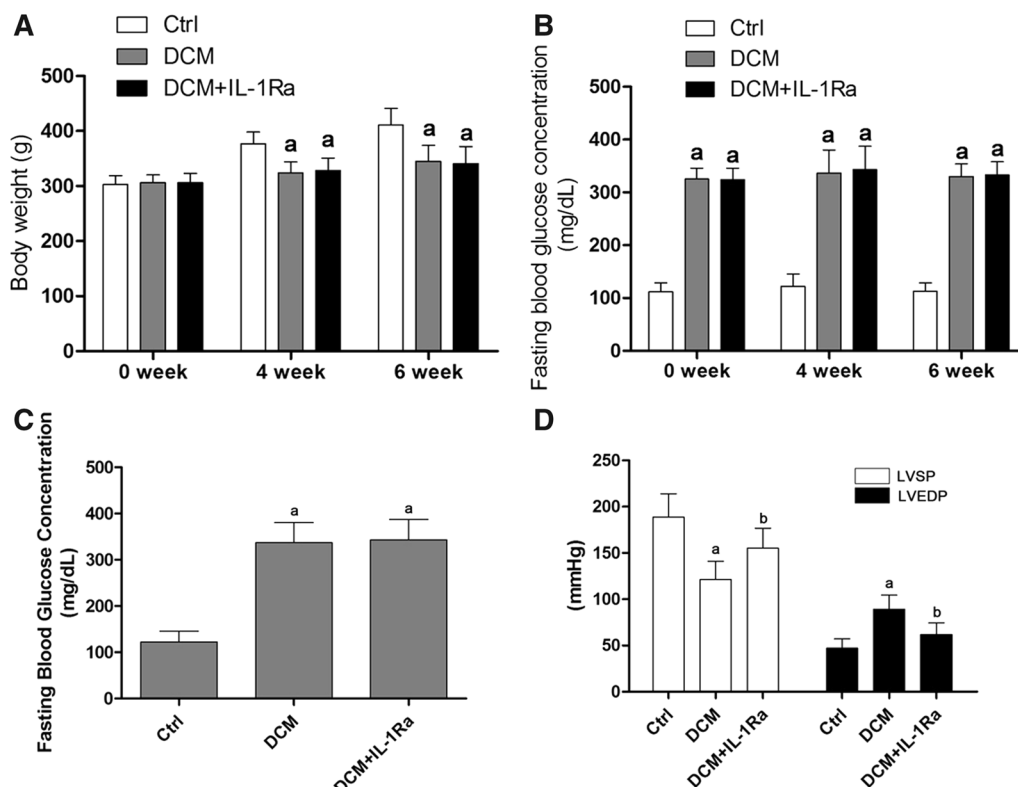 A
Ctrl
DCM
DCM+IL-1Ra
Body weight (g)
500
400
300
200
100
0
a a
a a
0 week 4 week 6 week
B
Ctrl
DCM
DCM+IL-1Ra
Fasting blood glucose concentration
(mg/dL)
500
400
300
200
100
0
a a
a a
a a
0 week 4 week 6 week
C
Fasting Blood Glucose Concentration
(mg/dL)
500
400
300
200
100
0
a
a
Ctrl
DCM
DCM+IL-1Ra
D
LVSP
LVEDP
(mmHg)
250
200
150
100
50
0
a
b
a
b
Ctrl
DCM
DCM+IL-1Ra
Ctrl
DCM
DCM+IL-1Ra